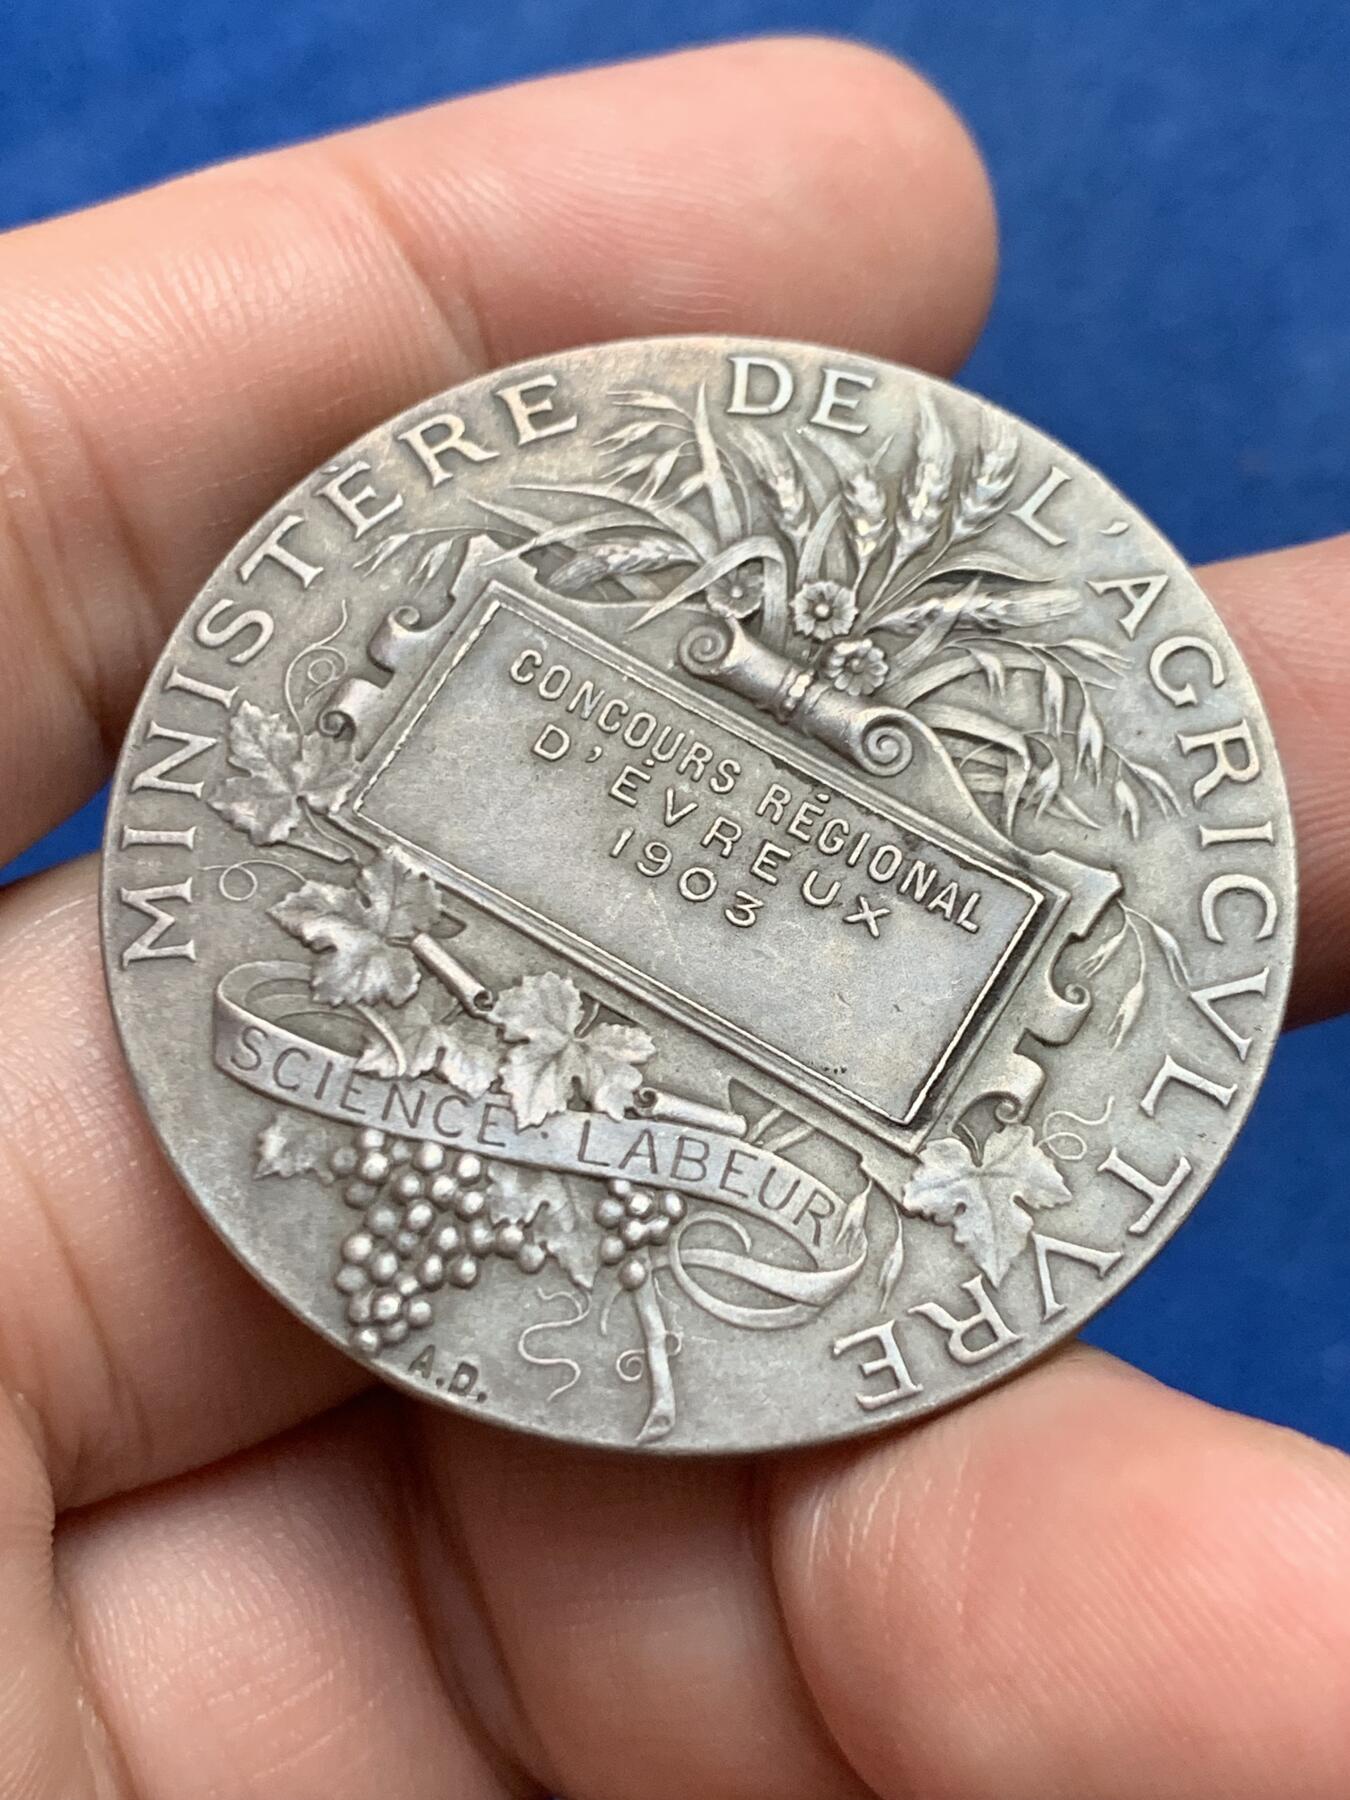 MINISTÈRE DE L'AGRICVLTVRE
CONCOURS RÉGIONAL
D'ÉVREUX
1903
SCIENCE · LABEUR
A.D.